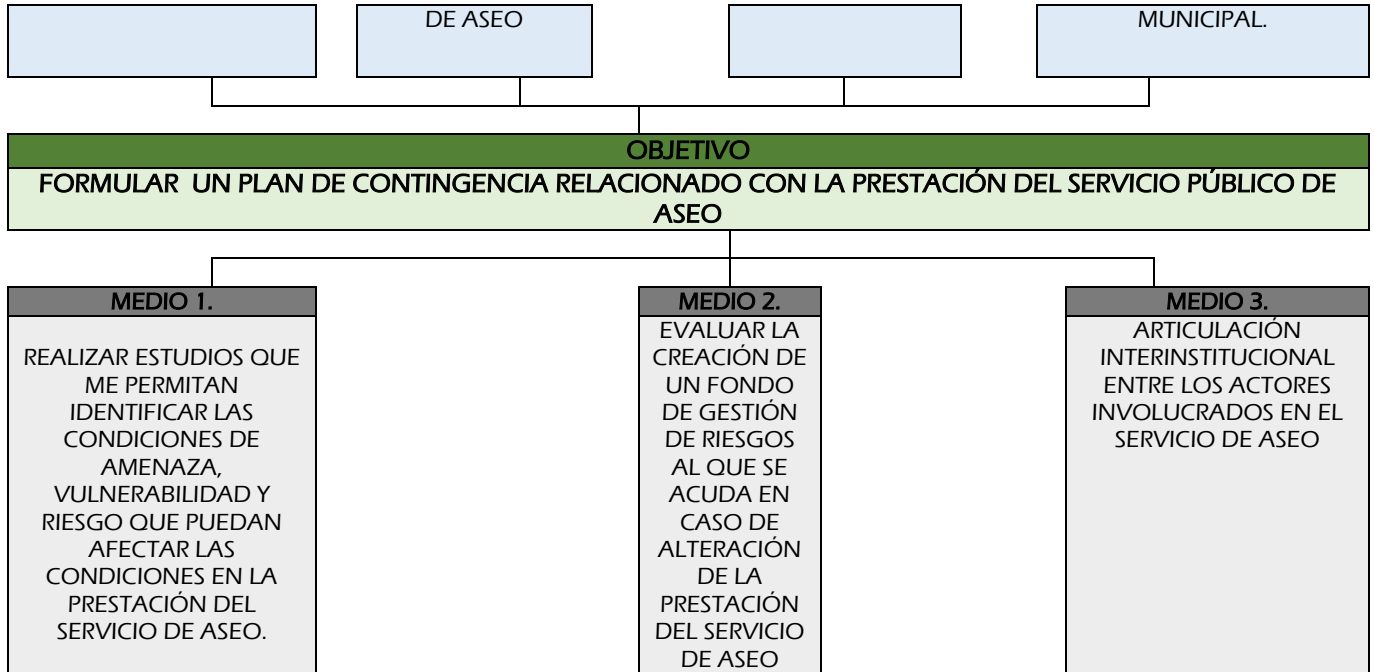 DE ASEO
MUNICIPAL.
OBJETIVO
FORMULAR UN PLAN DE CONTINGENCIA RELACIONADO CON LA PRESTACIÓN DEL SERVICIO PÚBLICO DE
ASEO
MEDIO 1.
REALIZAR ESTUDIOS QUE
ME PERMITAN
IDENTIFICAR LAS
CONDICIONES DE
AMENAZA,
VULNERABILIDAD Y
RIESGO QUE PUEDAN
AFECTAR LAS
CONDICIONES EN LA
PRESTACIÓN DEL
SERVICIO DE ASEO.
MEDIO 2.
EVALUAR LA
CREACIÓN DE
UN FONDO
DE GESTIÓN
DE RIESGOS
AL QUE SE
ACUDA EN
CASO DE
ALTERACIÓN
DE LA
PRESTACIÓN
DEL SERVICIO
DE ASEO
MEDIO 3.
ARTICULACIÓN
INTERINSTITUCIONAL
ENTRE LOS ACTORES
INVOLUCRADOS EN EL
SERVICIO DE ASEO